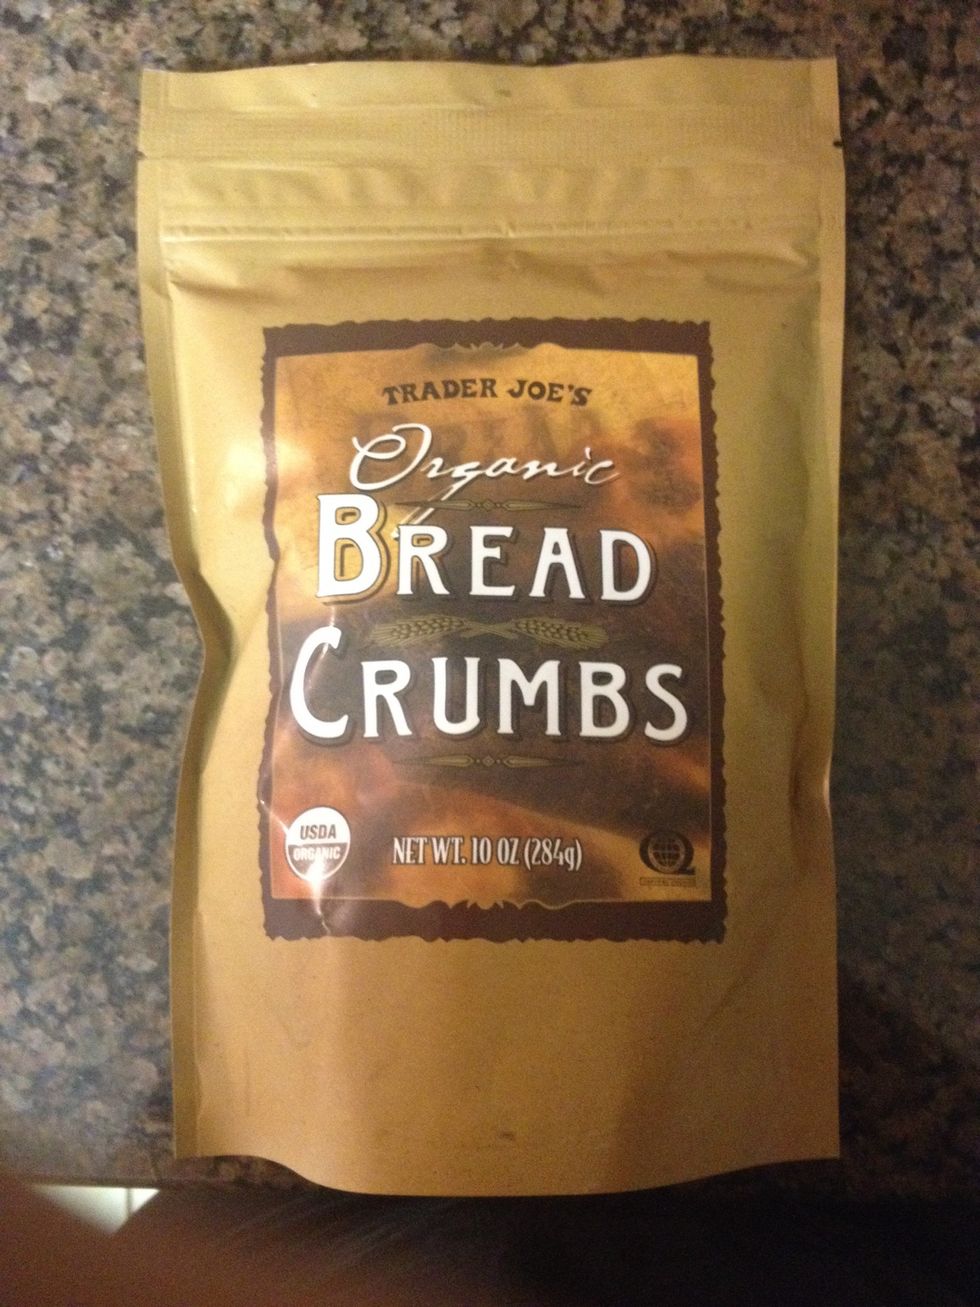 TRADER JOE'S
Organic
BREAD
CRUMBS
USDA
ORGANIC
NET WT. 10 OZ (284g)